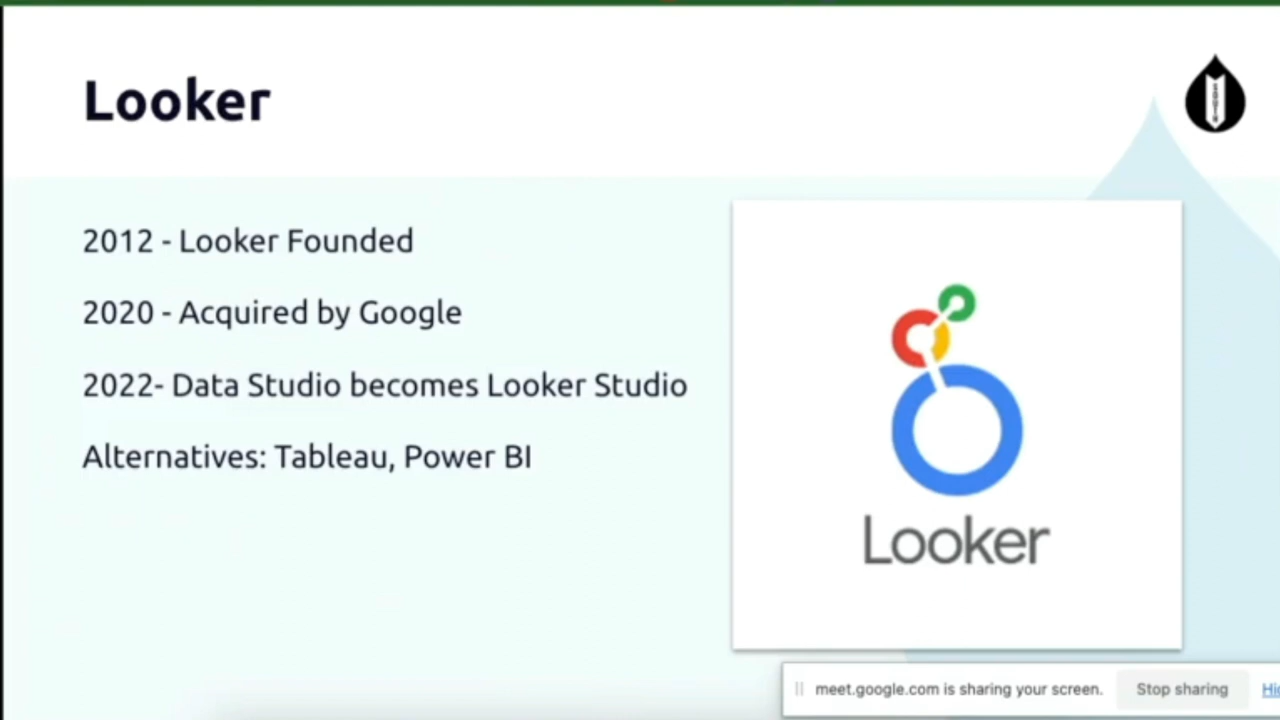 Looker
2012 - Looker Founded
2020 - Acquired by Google
2022- Data Studio becomes Looker Studio
Alternatives: Tableau, Power BI
Looker
meet.google.com is sharing your screen.
Stop sharing